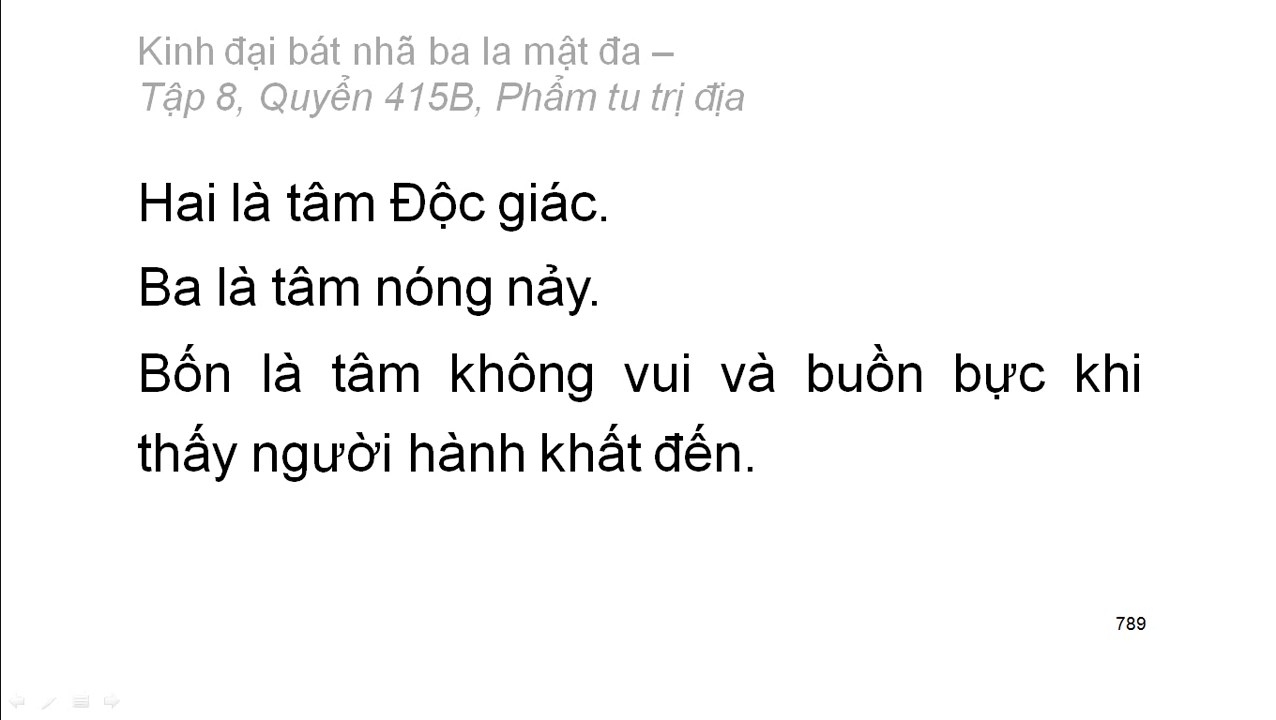 Kinh đại bát nhã ba la mật đa –
Tập 8, Quyển 415B, Phẩm tu trị địa
Hai là tâm Độc giác.
Ba là tâm nóng nảy.
Bốn là tâm không vui và buồn bực khi
thấy người hành khất đến.
789